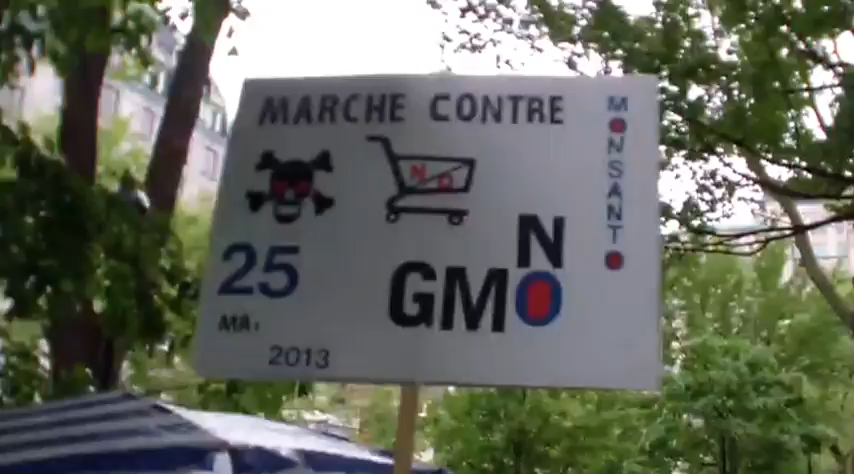 MARCHE CONTRE
MONSANTO
NO
25
MAI
2013
N
GMO